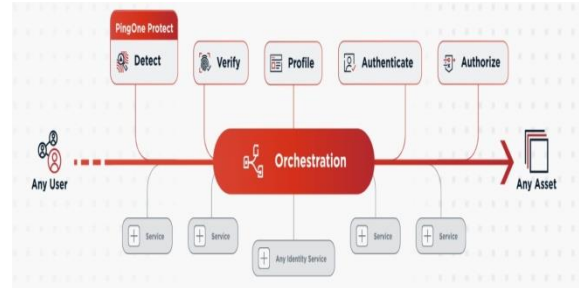 PingOne Protect
Detect
Verify
Profile
Authenticate
Authorize
Any User
Orchestration
Any Asset
Service
Service
Any Identity Service
Service
Service